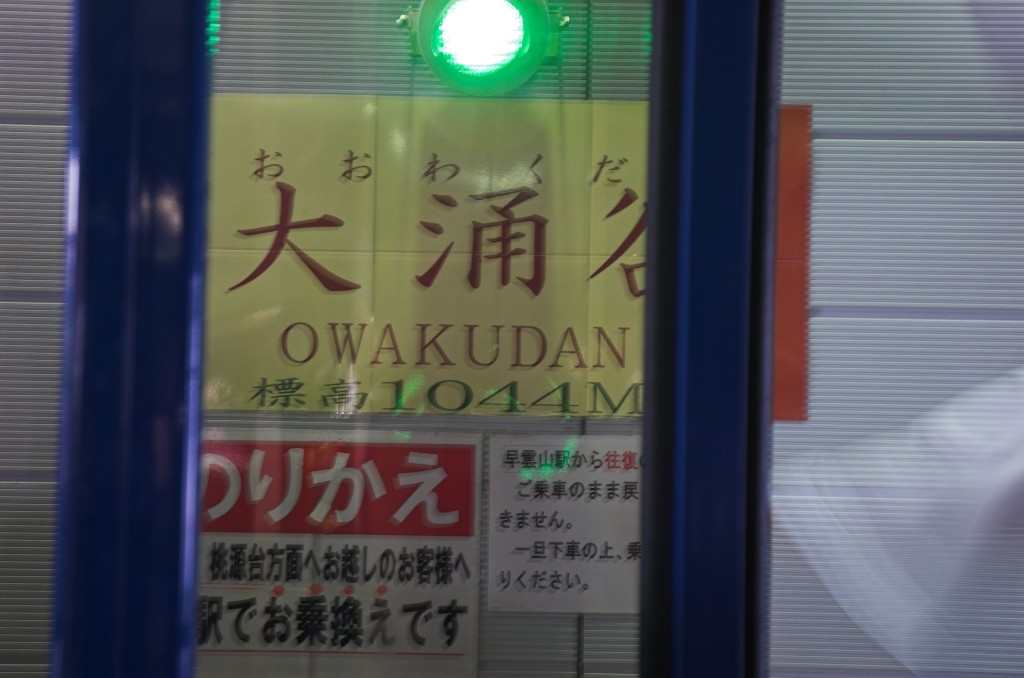 おおわくだ
大涌谷
OWAKUDAN
標高1044M
のりかえ
桃源台方面へお越しのお客様へ
駅でお乗換えです
早雲山駅から往復の
ご乗車のまま戻
きません。
一旦下車の上、乗
りください。